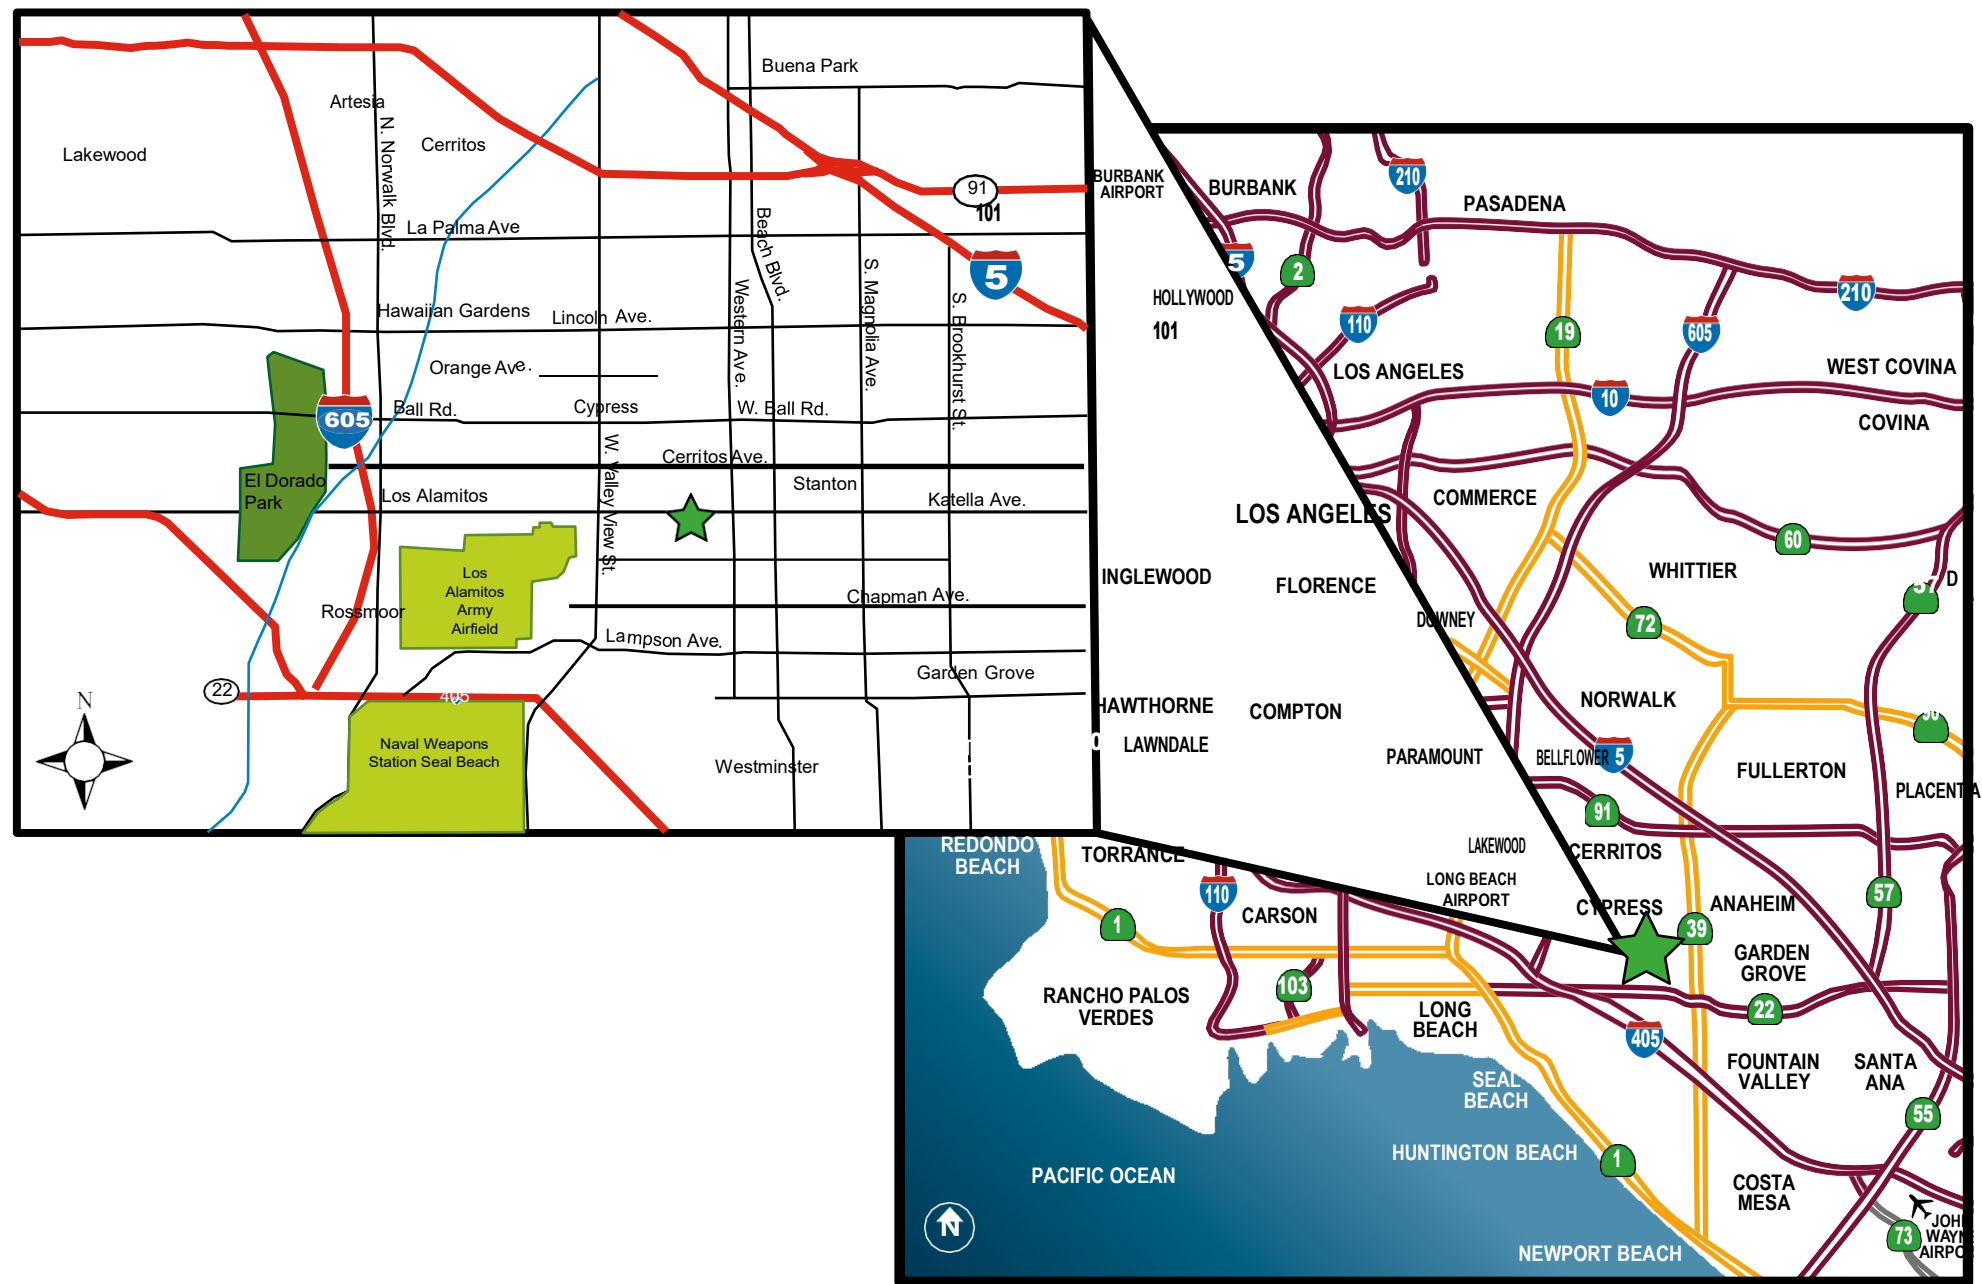 Buena Park
Artesia
Cerritos
Lakewood
N. Norwalk Blvd.
91
101
La Palma Ave
Beach Blvd.
5
S. Magnolia Ave.
Western Ave.
S. Brookhurst St.
Hawaiian Gardens
Lincoln Ave.
Orange Ave.
605
Ball Rd.
Cypress
W. Ball Rd.
Cerritos Ave.
W. Valley View St.
El Dorado
Park
Los Alamitos
Stanton
Katella Ave.
Los
Alamitos
Army
Airfield
Rossmoor
Chapman Ave.
Lampson Ave.
Garden Grove
22
405
N
Naval Weapons
Station Seal Beach
Westminster
BURBANK
AIRPORT
BURBANK
210
PASADENA
5
2
210
HOLLYWOOD
101
110
19
605
LOS ANGELES
WEST COVINA
10
COVINA
COMMERCE
LOS ANGELES
60
INGLEWOOD
FLORENCE
WHITTIER
57
D
DOWNEY
72
HAWTHORNE
COMPTON
NORWALK
90
LAWNDALE
PARAMOUNT
BELLFLOWER
5
FULLERTON
PLACENTIA
91
REDONDO
BEACH
TORRANCE
LAKEWOOD
CERRITOS
LONG BEACH
AIRPORT
110
CARSON
CYPRESS
ANAHEIM
57
1
39
GARDEN
GROVE
103
RANCHO PALOS
VERDES
LONG
BEACH
22
405
FOUNTAIN
VALLEY
SANTA
ANA
SEAL
BEACH
55
HUNTINGTON BEACH
1
PACIFIC OCEAN
COSTA
MESA
N
73
JOH
WAYN
AIRPO
NEWPORT BEACH